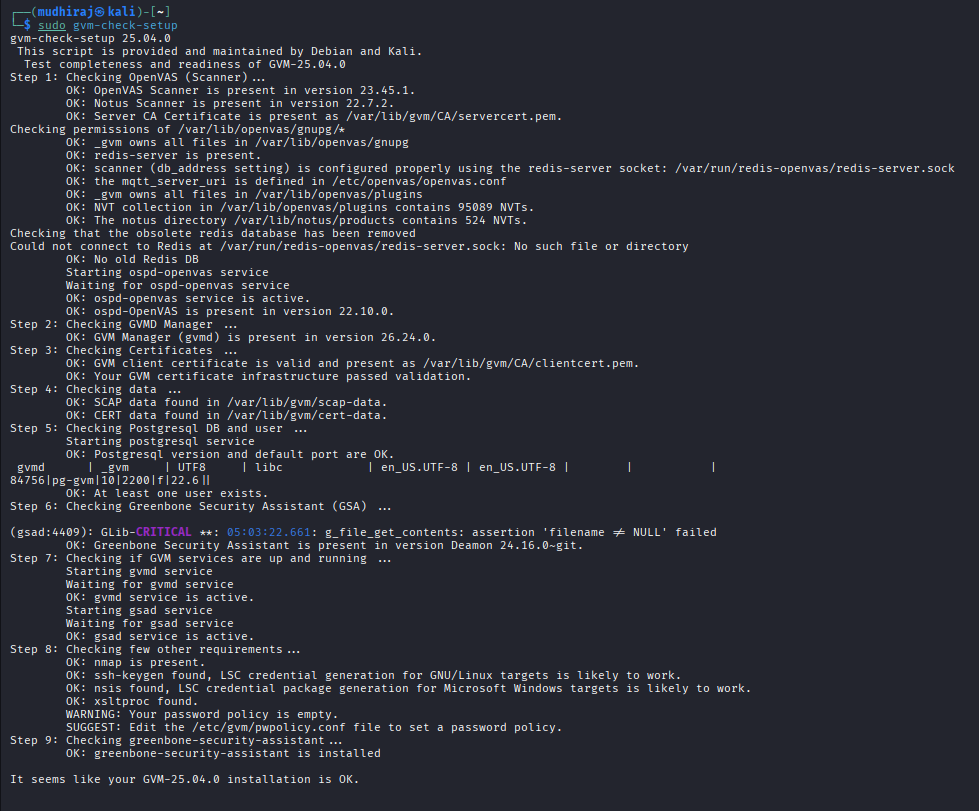 ┌──(mudhiraj㉿kali)-[~]
└─$ sudo gvm-check-setup
gvm-check-setup 25.04.0
 This script is provided and maintained by Debian and Kali.
  Test completeness and readiness of GVM-25.04.0
Step 1: Checking OpenVAS (Scanner)...
        OK: OpenVAS Scanner is present in version 23.45.1.
        OK: Notus Scanner is present in version 22.7.2.
        OK: Server CA Certificate is present as /var/lib/gvm/CA/servercert.pem.
Checking permissions of /var/lib/openvas/gnupg/*
        OK: _gvm owns all files in /var/lib/openvas/gnupg
        OK: redis-server is present.
        OK: scanner (db_address setting) is configured properly using the redis-server socket: /var/run/redis-openvas/redis-server.sock
        OK: the mqtt_server_uri is defined in /etc/openvas/openvas.conf
        OK: _gvm owns all files in /var/lib/openvas/plugins
        OK: NVT collection in /var/lib/openvas/plugins contains 95089 NVTs.
        OK: The notus directory /var/lib/notus/products contains 524 NVTs.
Checking that the obsolete redis database has been removed
Could not connect to Redis at /var/run/redis-openvas/redis-server.sock: No such file or directory
        OK: No old Redis DB
        Starting ospd-openvas service
        Waiting for ospd-openvas service
        OK: ospd-openvas service is active.
        OK: ospd-OpenVAS is present in version 22.10.0.
Step 2: Checking GVMD Manager ...
        OK: GVM Manager (gvmd) is present in version 26.24.0.
Step 3: Checking Certificates ...
        OK: GVM client certificate is valid and present as /var/lib/gvm/CA/clientcert.pem.
        OK: Your GVM certificate infrastructure passed validation.
Step 4: Checking data ...
        OK: SCAP data found in /var/lib/gvm/scap-data.
        OK: CERT data found in /var/lib/gvm/cert-data.
Step 5: Checking Postgresql DB and user ...
        Starting postgresql service
        OK: Postgresql version and default port are OK.
 gvmd      | _gvm     | UTF8     | libc            | en_US.UTF-8 | en_US.UTF-8 |        |           |
84756|pg-gvm|10|2200|f|22.6||
        OK: At least one user exists.
Step 6: Checking Greenbone Security Assistant (GSA) ...

(gsad:4409): GLib-CRITICAL **: 05:03:22.661: g_file_get_contents: assertion 'filename != NULL' failed
        OK: Greenbone Security Assistant is present in version Deamon 24.16.0~git.
Step 7: Checking if GVM services are up and running ...
        Starting gvmd service
        Waiting for gvmd service
        OK: gvmd service is active.
        Starting gsad service
        Waiting for gsad service
        OK: gsad service is active.
Step 8: Checking few other requirements...
        OK: nmap is present.
        OK: ssh-keygen found, LSC credential generation for GNU/Linux targets is likely to work.
        OK: nsis found, LSC credential package generation for Microsoft Windows targets is likely to work.
        OK: xsltproc found.
        WARNING: Your password policy is empty.
        SUGGEST: Edit the /etc/gvm/pwpolicy.conf file to set a password policy.
Step 9: Checking greenbone-security-assistant...
        OK: greenbone-security-assistant is installed

It seems like your GVM-25.04.0 installation is OK.